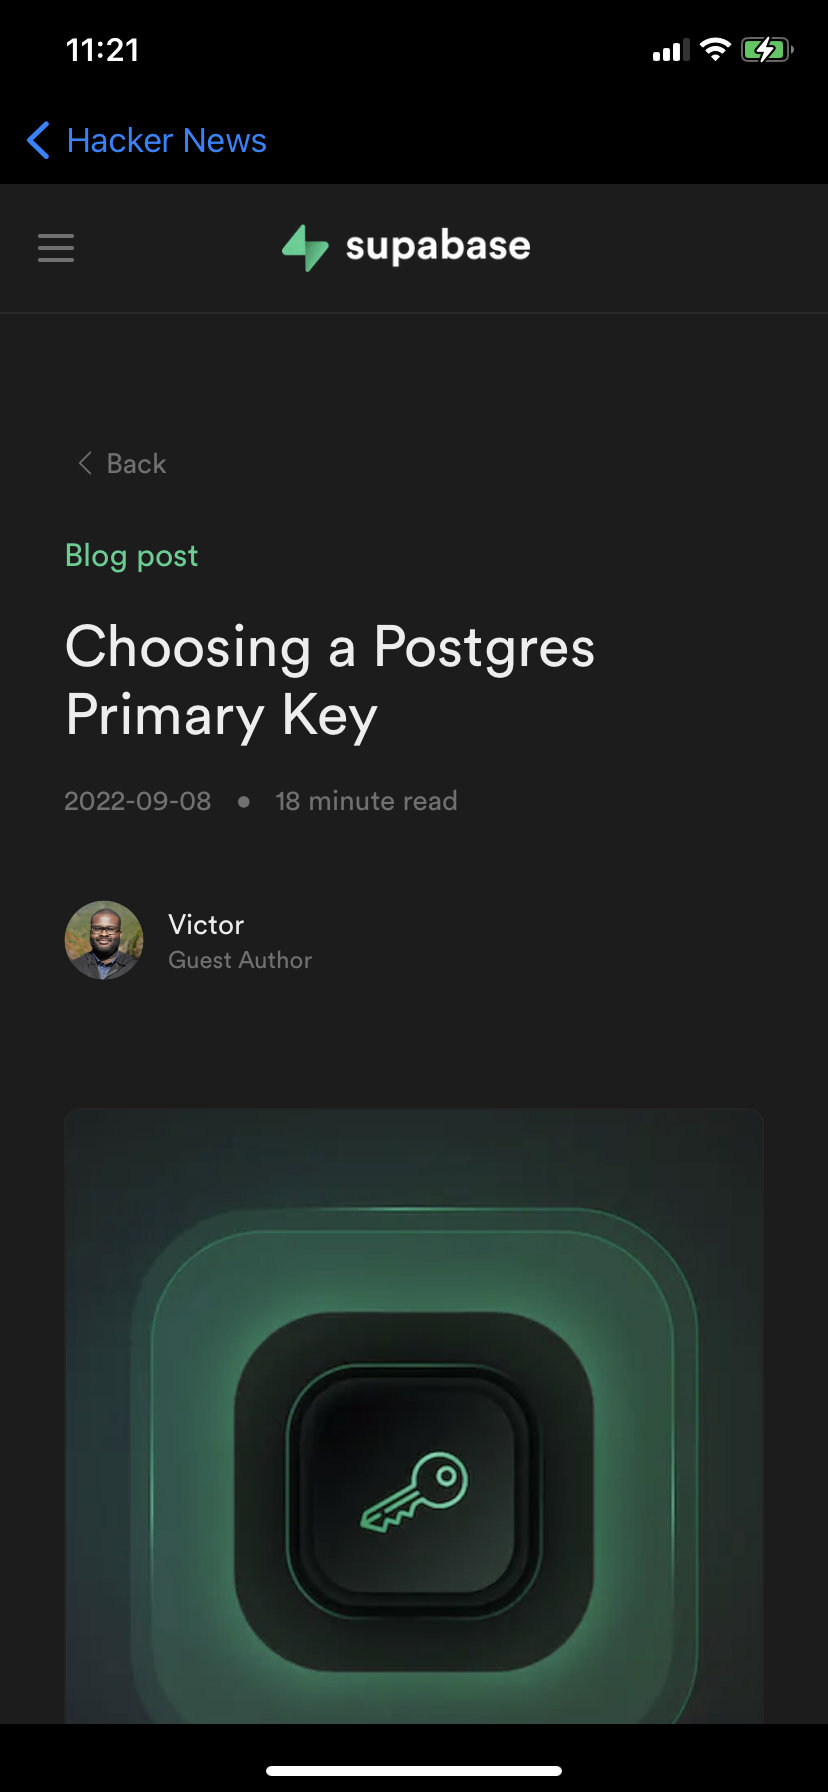 11:21
Hacker News
supabase
Back
Blog post
Choosing a Postgres
Primary Key
2022-09-08 • 18 minute read
Victor
Guest Author